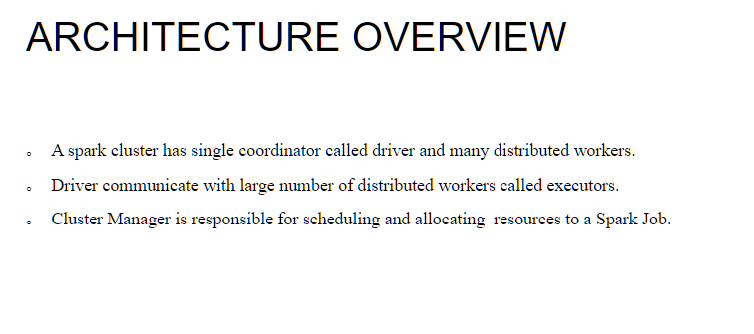 ARCHITECTURE OVERVIEW
◦ A spark cluster has single coordinator called driver and many distributed workers.
◦ Driver communicate with large number of distributed workers called executors.
◦ Cluster Manager is responsible for scheduling and allocating  resources to a Spark Job.